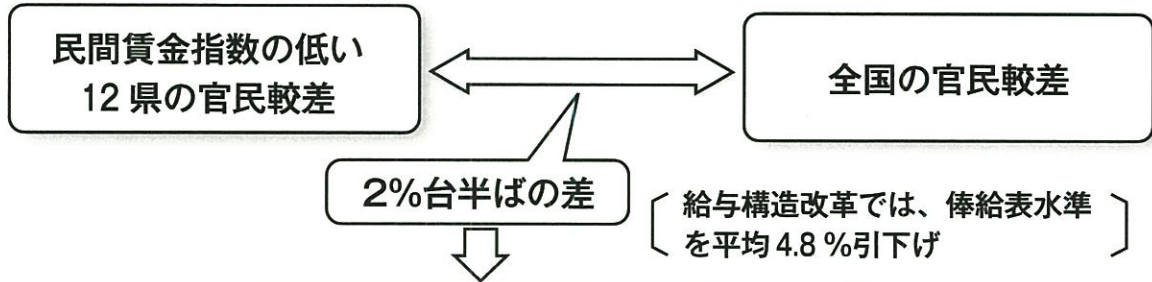 民間賃金指数の低い
12県の官民較差
全国の官民較差
2%台半ばの差
給与構造改革では、俸給表水準
を平均4.8%引下げ